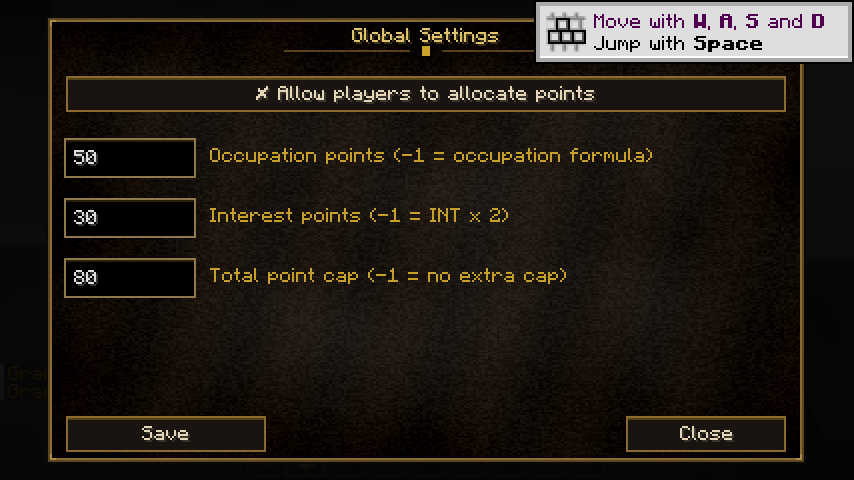 Move with W, A, S and D
Jump with Space
Global Settings
✗ Allow players to allocate points
50 Occupation points (-1 = occupation formula)
30 Interest points (-1 = INT x 2)
80 Total point cap (-1 = no extra cap)
Save
Close